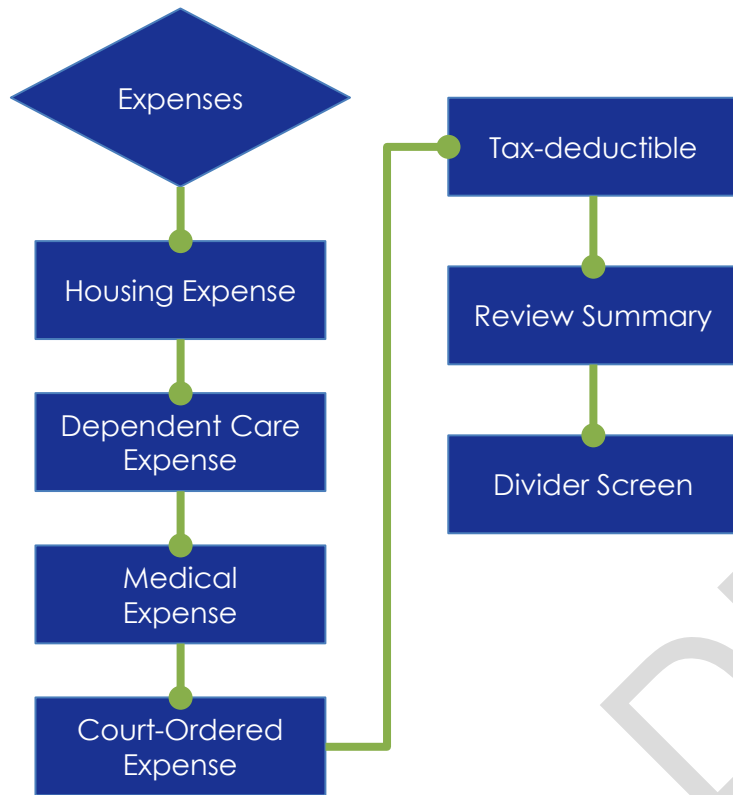 Expenses
Housing Expense
Dependent Care
Expense
Medical
Expense
Court-Ordered
Expense
Tax-deductible
Review Summary
Divider Screen